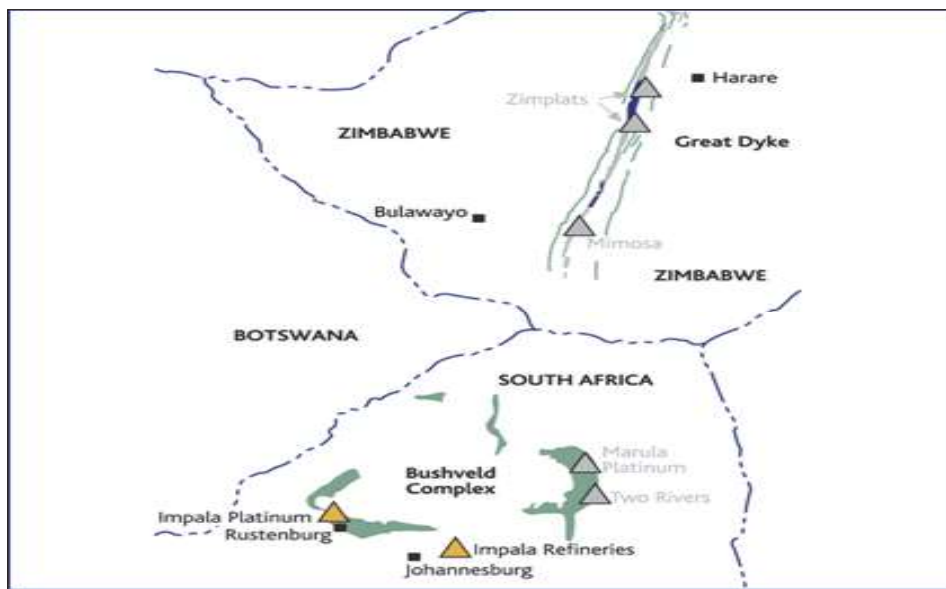 Harare
Zimplats
ZIMBABWE
Great Dyke
Bulawayo
Mimosa
ZIMBABWE
BOTSWANA
SOUTH AFRICA
Marula
Platinum
Bushveld
Complex
Two Rivers
Impala Platinum
Rustenburg
Impala Refineries
Johannesburg